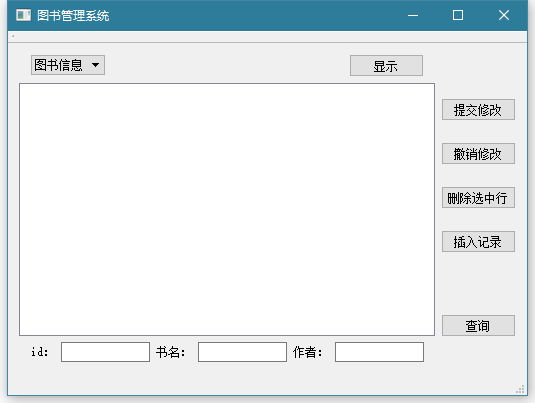 图书管理系统
图书信息 显示
提交修改
撤销修改
删除选中行
插入记录
查询
id: 书名: 作者: